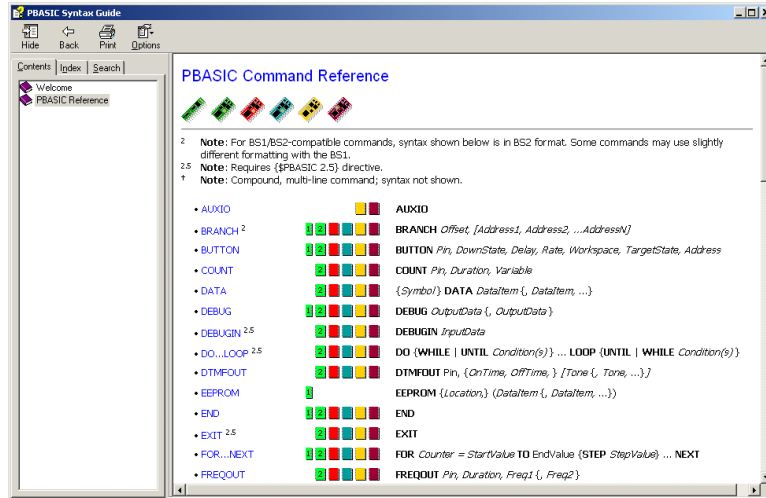 PBASIC Syntax Guide
Hide Back Print Options
Contents Index Search
Welcome
PBASIC Reference
PBASIC Command Reference
2 Note: For BS1/BS2-compatible commands, syntax shown below is in BS2 format. Some commands may use slightly
different formatting with the BS1.
2.5 Note: Requires {$PBASIC 2.5} directive.
† Note: Compound, multi-line command; syntax not shown.
• AUXIO AUXIO
• BRANCH 2 1 2 BRANCH Offset, [Address1, Address2, ...AddressN]
• BUTTON 1 2 BUTTON Pin, DownState, Delay, Rate, Workspace, TargetState, Address
• COUNT 2 COUNT Pin, Duration, Variable
• DATA 2 {Symbol} DATA DataItem {, DataItem, ...}
• DEBUG 1 2 DEBUG OutputData {, OutputData}
• DEBUGIN 2.5 2 DEBUGIN InputData
• DO...LOOP 2.5 2 DO {WHILE | UNTIL Condition(s)} ... LOOP {UNTIL | WHILE Condition(s)}
• DTMFOUT 2 DTMFOUT Pin, {OnTime, OffTime, } [Tone {, Tone, ...}]
• EEPROM 1 EEPROM {Location,} (DataItem {, DataItem, ...})
• END 1 2 END
• EXIT 2.5 2 EXIT
• FOR...NEXT 1 2 FOR Counter = StartValue TO EndValue {STEP StepValue} ... NEXT
• FREQOUT 2 FREQOUT Pin, Duration, Freq1 {, Freq2}